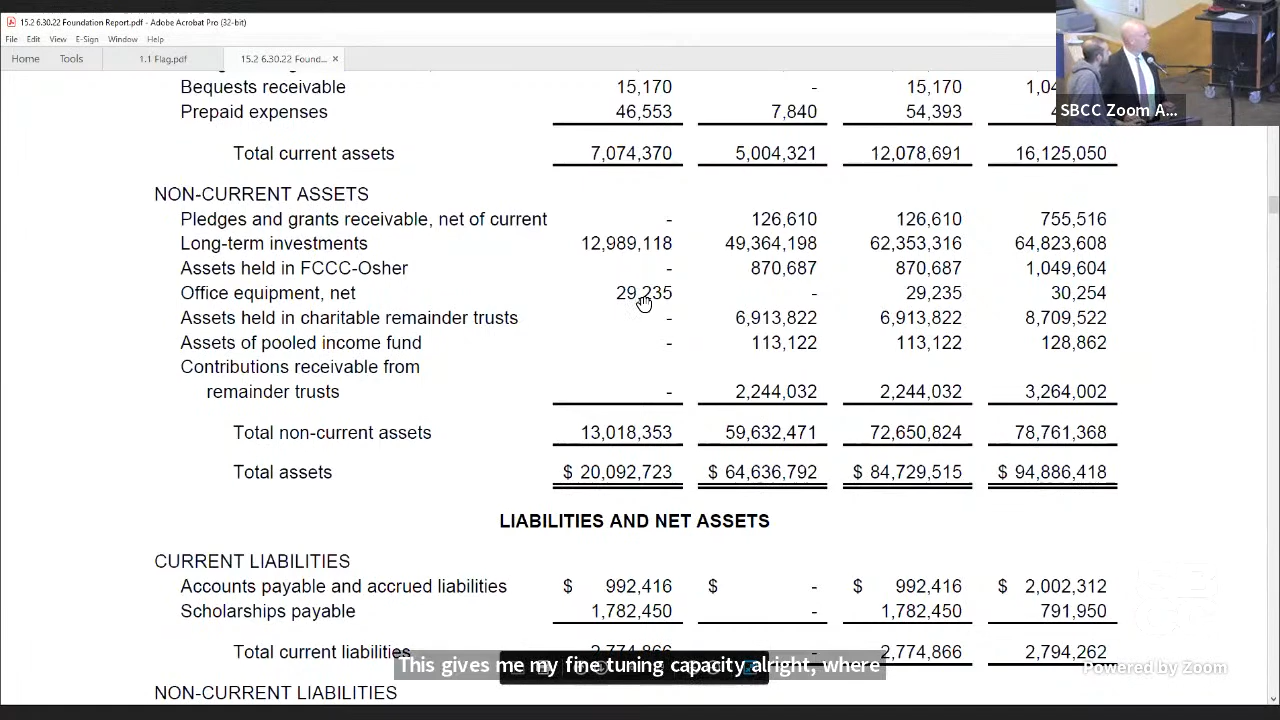 15.2 6.30.22 Foundation Report.pdf - Adobe Acrobat Pro (32-bit)
File Edit View E-Sign Window Help
Home Tools 1.1 Flag.pdf 15.2 6.30.22 Found... ×
SBCC Zoom A...
Bequests receivable 15,170 - 15,170
Prepaid expenses 46,553 7,840 54,393
Total current assets 7,074,370 5,004,321 12,078,691 16,125,050
NON-CURRENT ASSETS
Pledges and grants receivable, net of current - 126,610 126,610 755,516
Long-term investments 12,989,118 49,364,198 62,353,316 64,823,608
Assets held in FCCC-Osher - 870,687 870,687 1,049,604
Office equipment, net 29,235 - 29,235 30,254
Assets held in charitable remainder trusts - 6,913,822 6,913,822 8,709,522
Assets of pooled income fund - 113,122 113,122 128,862
Contributions receivable from
remainder trusts - 2,244,032 2,244,032 3,264,002
Total non-current assets 13,018,353 59,632,471 72,650,824 78,761,368
Total assets $ 20,092,723 $ 64,636,792 $ 84,729,515 $ 94,886,418
LIABILITIES AND NET ASSETS
CURRENT LIABILITIES
Accounts payable and accrued liabilities $ 992,416 $ - $ 992,416 $ 2,002,312
Scholarships payable 1,782,450 - 1,782,450 791,950
Total current liabilities 2,774,866 - 2,774,866 2,794,262
This gives me my fine tuning capacity alright, where
Powered by Zoom
NON-CURRENT LIABILITIES